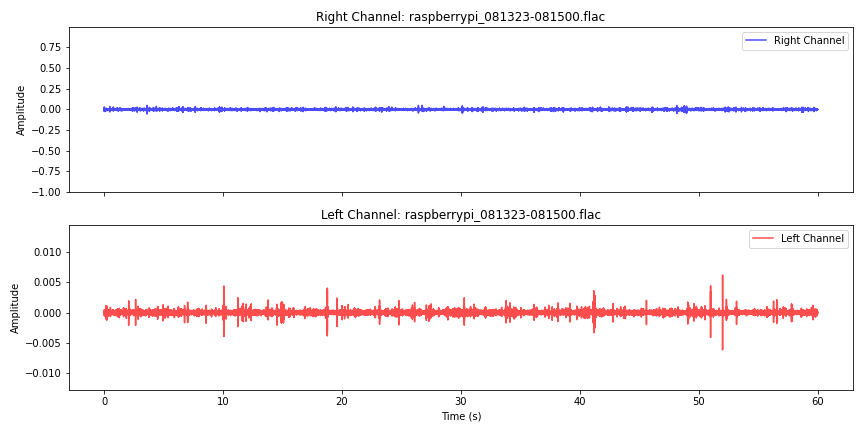 Right Channel: raspberrypi_081323-081500.flac
Right Channel
Amplitude
0.75
0.50
0.25
0.00
−0.25
−0.50
−0.75
−1.00
Left Channel: raspberrypi_081323-081500.flac
Left Channel
Amplitude
0.010
0.005
0.000
−0.005
−0.010
0 10 20 30 40 50 60
Time (s)